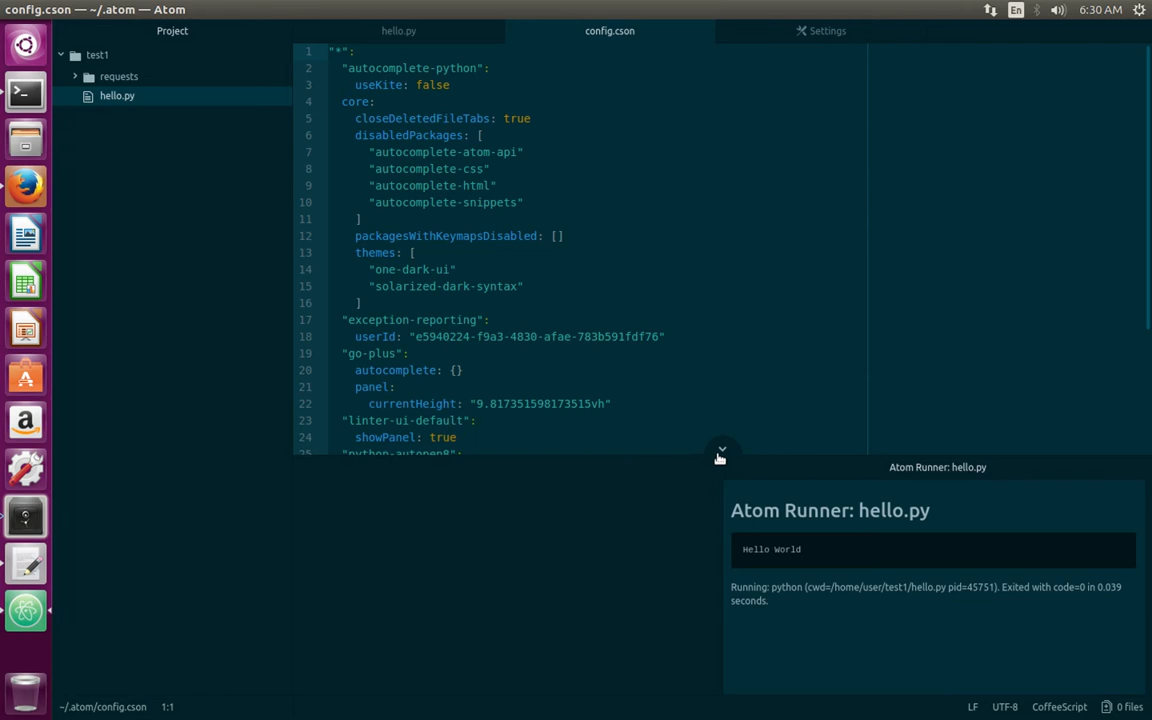 config.cson — ~/.atom — Atom
En
6:30 AM
Project
hello.py
config.cson
Settings
test1
requests
hello.py
1 "*":
2 "autocomplete-python":
3 useKite: false
4 core:
5 closeDeletedFileTabs: true
6 disabledPackages: [
7 "autocomplete-atom-api"
8 "autocomplete-css"
9 "autocomplete-html"
10 "autocomplete-snippets"
11 ]
12 packagesWithKeymapsDisabled: []
13 themes: [
14 "one-dark-ui"
15 "solarized-dark-syntax"
16 ]
17 "exception-reporting":
18 userId: "e5940224-f9a3-4830-afae-783b591fdf76"
19 "go-plus":
20 autocomplete: {}
21 panel:
22 currentHeight: "9.817351598173515vh"
23 "linter-ui-default":
24 showPanel: true
25 "python-autopep8":
Atom Runner: hello.py
Atom Runner: hello.py
Hello World
Running: python (cwd=/home/user/test1/hello.py pid=45751). Exited with code=0 in 0.039
seconds.
~/.atom/config.cson 1:1
LF UTF-8 CoffeeScript 0 files